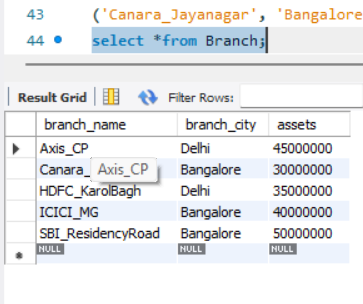 43 ('Canara_Jayanagar', 'Bangalore
44 select *from Branch;
Result Grid Filter Rows:
branch_name branch_city assets
Axis_CP Delhi 45000000
Canara_ Bangalore 30000000
Axis_CP
HDFC_KarolBagh Delhi 35000000
ICICI_MG Bangalore 40000000
SBI_ResidencyRoad Bangalore 50000000
NULL NULL NULL